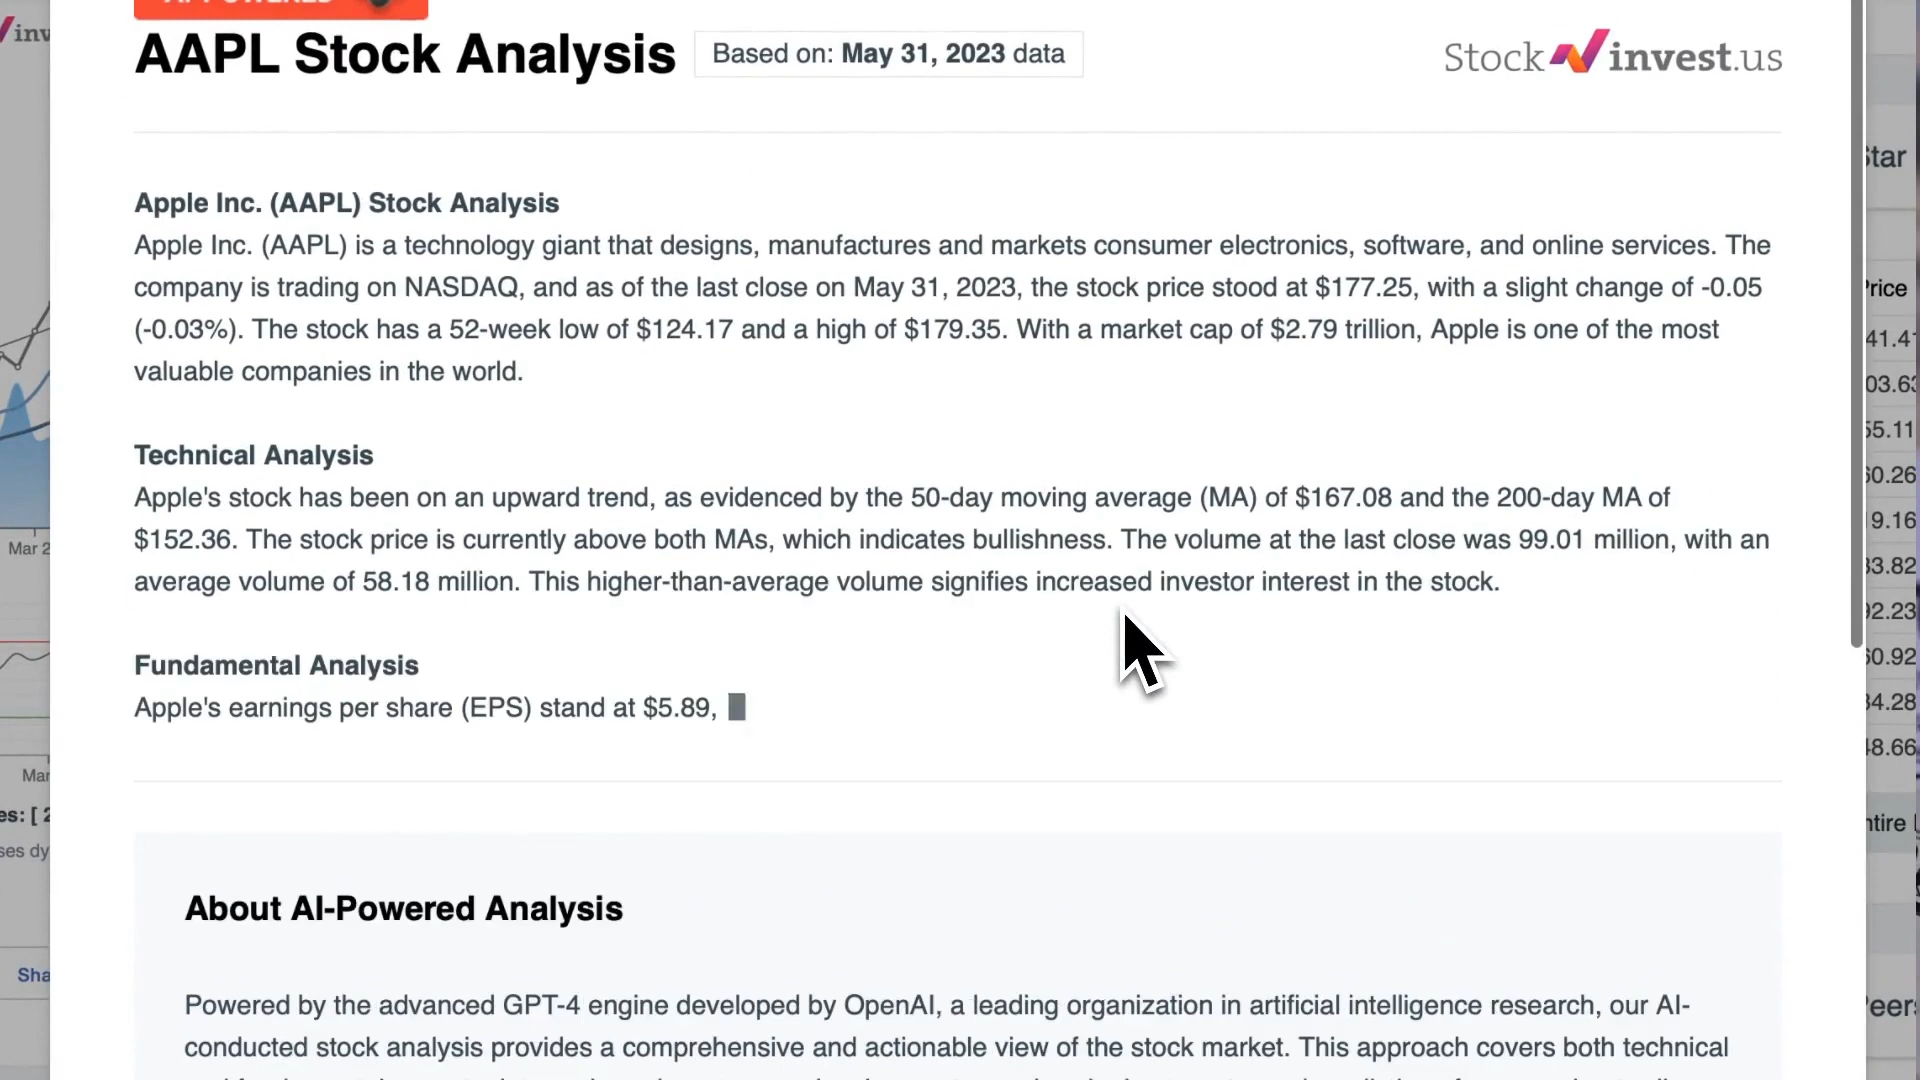 AAPL Stock Analysis
Based on: May 31, 2023 data
Stock invest.us
Apple Inc. (AAPL) Stock Analysis
Apple Inc. (AAPL) is a technology giant that designs, manufactures and markets consumer electronics, software, and online services. The
company is trading on NASDAQ, and as of the last close on May 31, 2023, the stock price stood at $177.25, with a slight change of -0.05
(-0.03%). The stock has a 52-week low of $124.17 and a high of $179.35. With a market cap of $2.79 trillion, Apple is one of the most
valuable companies in the world.
Technical Analysis
Apple's stock has been on an upward trend, as evidenced by the 50-day moving average (MA) of $167.08 and the 200-day MA of
$152.36. The stock price is currently above both MAs, which indicates bullishness. The volume at the last close was 99.01 million, with an
average volume of 58.18 million. This higher-than-average volume signifies increased investor interest in the stock.
Fundamental Analysis
Apple's earnings per share (EPS) stand at $5.89,
About AI-Powered Analysis
Powered by the advanced GPT-4 engine developed by OpenAI, a leading organization in artificial intelligence research, our AI-
conducted stock analysis provides a comprehensive and actionable view of the stock market. This approach covers both technical